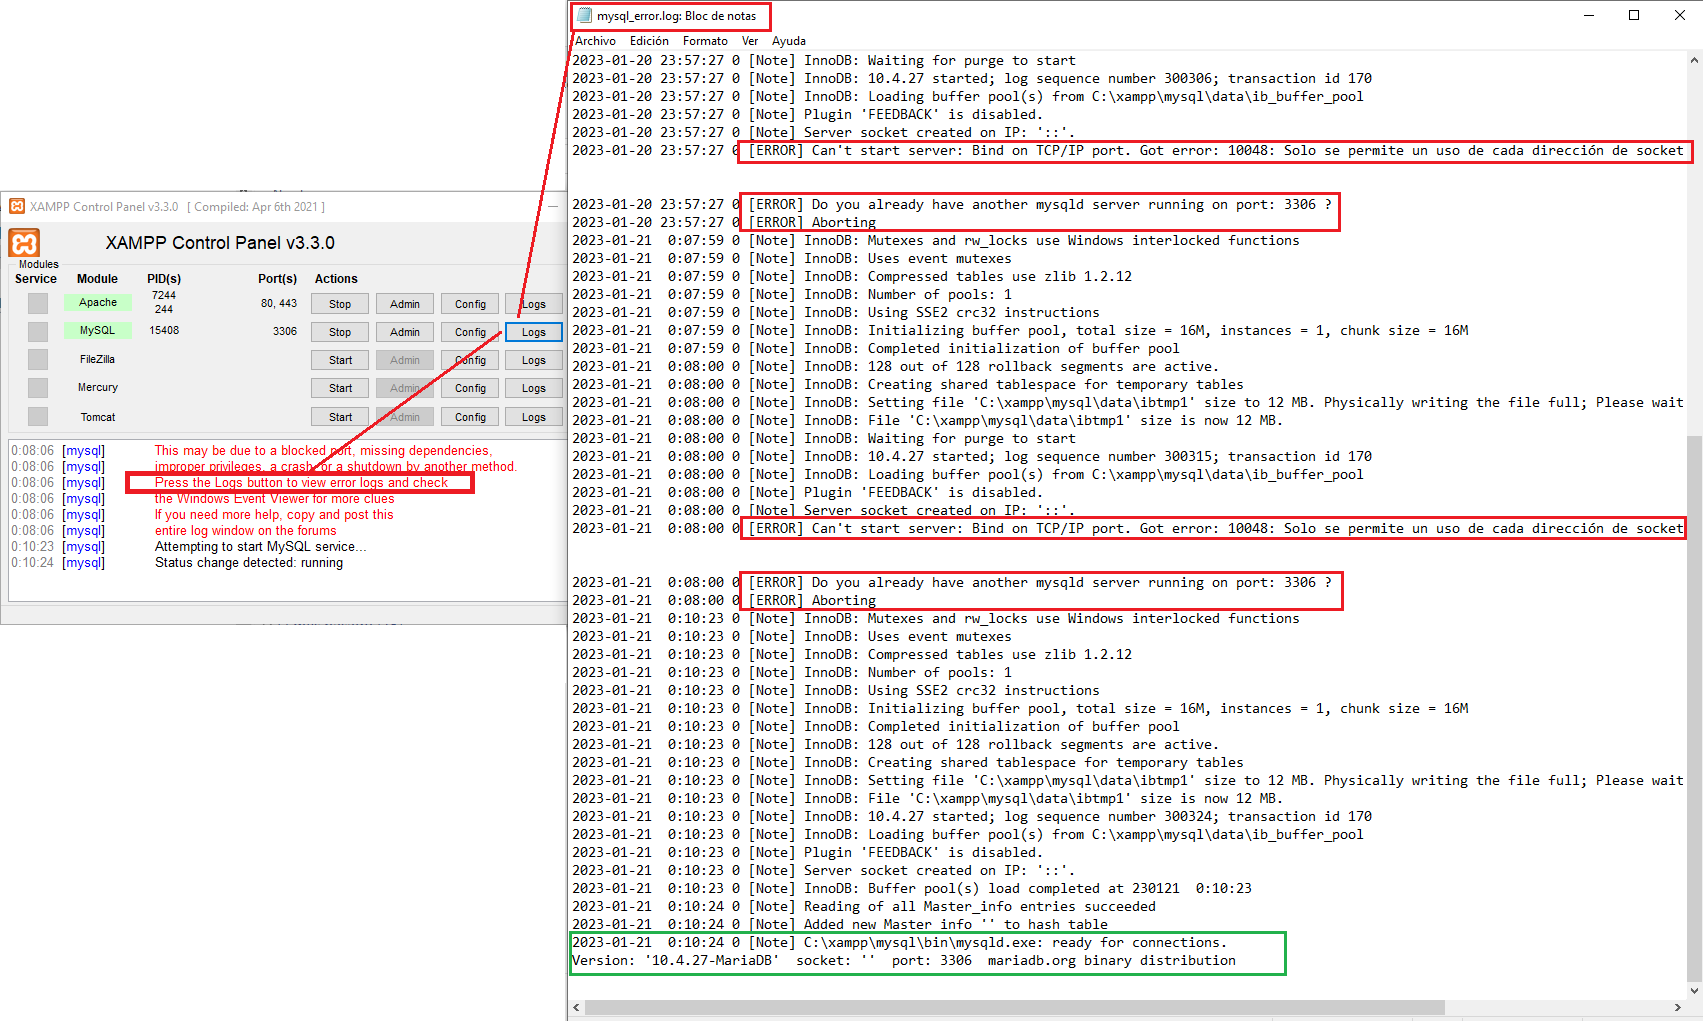 mysql_error.log: Bloc de notas
Archivo Edición Formato Ver Ayuda
2023-01-20 23:57:27 0 [Note] InnoDB: Waiting for purge to start
2023-01-20 23:57:27 0 [Note] InnoDB: 10.4.27 started; log sequence number 300306; transaction id 170
2023-01-20 23:57:27 0 [Note] InnoDB: Loading buffer pool(s) from C:\xampp\mysql\data\ib_buffer_pool
2023-01-20 23:57:27 0 [Note] Plugin 'FEEDBACK' is disabled.
2023-01-20 23:57:27 0 [Note] Server socket created on IP: '::'.
2023-01-20 23:57:27 0 [ERROR] Can't start server: Bind on TCP/IP port. Got error: 10048: Solo se permite un uso de cada dirección de socket
2023-01-20 23:57:27 0 [ERROR] Do you already have another mysqld server running on port: 3306 ?
2023-01-20 23:57:27 0 [ERROR] Aborting
2023-01-21  0:07:59 0 [Note] InnoDB: Mutexes and rw_locks use Windows interlocked functions
2023-01-21  0:07:59 0 [Note] InnoDB: Uses event mutexes
2023-01-21  0:07:59 0 [Note] InnoDB: Compressed tables use zlib 1.2.12
2023-01-21  0:07:59 0 [Note] InnoDB: Number of pools: 1
2023-01-21  0:07:59 0 [Note] InnoDB: Using SSE2 crc32 instructions
2023-01-21  0:07:59 0 [Note] InnoDB: Initializing buffer pool, total size = 16M, instances = 1, chunk size = 16M
2023-01-21  0:07:59 0 [Note] InnoDB: Completed initialization of buffer pool
2023-01-21  0:08:00 0 [Note] InnoDB: 128 out of 128 rollback segments are active.
2023-01-21  0:08:00 0 [Note] InnoDB: Creating shared tablespace for temporary tables
2023-01-21  0:08:00 0 [Note] InnoDB: Setting file 'C:\xampp\mysql\data\ibtmp1' size to 12 MB. Physically writing the file full; Please wait
2023-01-21  0:08:00 0 [Note] InnoDB: File 'C:\xampp\mysql\data\ibtmp1' size is now 12 MB.
2023-01-21  0:08:00 0 [Note] InnoDB: Waiting for purge to start
2023-01-21  0:08:00 0 [Note] InnoDB: 10.4.27 started; log sequence number 300315; transaction id 170
2023-01-21  0:08:00 0 [Note] InnoDB: Loading buffer pool(s) from C:\xampp\mysql\data\ib_buffer_pool
2023-01-21  0:08:00 0 [Note] Plugin 'FEEDBACK' is disabled.
2023-01-21  0:08:00 0 [Note] Server socket created on IP: '::'.
2023-01-21  0:08:00 0 [ERROR] Can't start server: Bind on TCP/IP port. Got error: 10048: Solo se permite un uso de cada dirección de socket
2023-01-21  0:08:00 0 [ERROR] Do you already have another mysqld server running on port: 3306 ?
2023-01-21  0:08:00 0 [ERROR] Aborting
2023-01-21  0:10:23 0 [Note] InnoDB: Mutexes and rw_locks use Windows interlocked functions
2023-01-21  0:10:23 0 [Note] InnoDB: Uses event mutexes
2023-01-21  0:10:23 0 [Note] InnoDB: Compressed tables use zlib 1.2.12
2023-01-21  0:10:23 0 [Note] InnoDB: Number of pools: 1
2023-01-21  0:10:23 0 [Note] InnoDB: Using SSE2 crc32 instructions
2023-01-21  0:10:23 0 [Note] InnoDB: Initializing buffer pool, total size = 16M, instances = 1, chunk size = 16M
2023-01-21  0:10:23 0 [Note] InnoDB: Completed initialization of buffer pool
2023-01-21  0:10:23 0 [Note] InnoDB: 128 out of 128 rollback segments are active.
2023-01-21  0:10:23 0 [Note] InnoDB: Creating shared tablespace for temporary tables
2023-01-21  0:10:23 0 [Note] InnoDB: Setting file 'C:\xampp\mysql\data\ibtmp1' size to 12 MB. Physically writing the file full; Please wait
2023-01-21  0:10:23 0 [Note] InnoDB: File 'C:\xampp\mysql\data\ibtmp1' size is now 12 MB.
2023-01-21  0:10:23 0 [Note] InnoDB: 10.4.27 started; log sequence number 300324; transaction id 170
2023-01-21  0:10:23 0 [Note] InnoDB: Loading buffer pool(s) from C:\xampp\mysql\data\ib_buffer_pool
2023-01-21  0:10:23 0 [Note] Plugin 'FEEDBACK' is disabled.
2023-01-21  0:10:23 0 [Note] Server socket created on IP: '::'.
2023-01-21  0:10:23 0 [Note] InnoDB: Buffer pool(s) load completed at 230121  0:10:23
2023-01-21  0:10:24 0 [Note] Reading of all Master_info entries succeeded
2023-01-21  0:10:24 0 [Note] Added new Master_info '' to hash table
2023-01-21  0:10:24 0 [Note] C:\xampp\mysql\bin\mysqld.exe: ready for connections.
Version: '10.4.27-MariaDB'  socket: ''  port: 3306  mariadb.org binary distribution
XAMPP Control Panel v3.3.0 [ Compiled: Apr 6th 2021 ]
XAMPP Control Panel v3.3.0
Modules
Service Module PID(s) Port(s) Actions
Apache 7244 244 80, 443 Stop Admin Config Logs
MySQL 15408 3306 Stop Admin Config Logs
FileZilla Start Admin Config Logs
Mercury Start Admin Config Logs
Tomcat Start Admin Config Logs
0:08:06 [mysql] This may be due to a blocked port, missing dependencies,
0:08:06 [mysql] improper privileges, a crash, or a shutdown by another method.
0:08:06 [mysql] Press the Logs button to view error logs and check
0:08:06 [mysql] the Windows Event Viewer for more clues
0:08:06 [mysql] If you need more help, copy and post this
0:08:06 [mysql] entire log window on the forums
0:10:23 [mysql] Attempting to start MySQL service...
0:10:24 [mysql] Status change detected: running